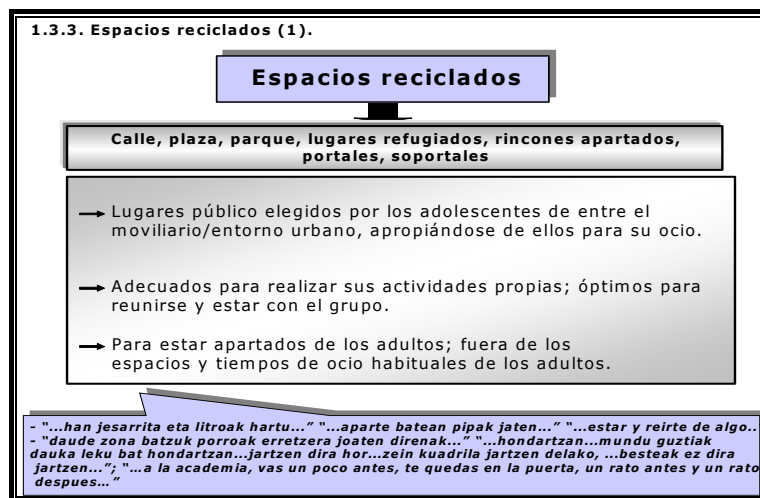 1.3.3. Espacios reciclados (1).
Espacios reciclados
Calle, plaza, parque, lugares refugiados, rincones apartados,
portales, soportales
Lugares público elegidos por los adolescentes de entre el
moviliario/entorno urbano, apropiándose de ellos para su ocio.
Adecuados para realizar sus actividades propias; óptimos para
reunirse y estar con el grupo.
Para estar apartados de los adultos; fuera de los
espacios y tiempos de ocio habituales de los adultos.
- “...han jesarrita eta litroak hartu...” “...aparte batean pipak jaten...” “...estar y reirte de algo..
- “daude zona batzuk porroak erretzera joaten direnak...” “...hondartzan...mundu guztiak
dauka leku bat hondartzan...jartzen dira hor...zein kuadrila jartzen delako, ...besteak ez dira
jartzen...”; “...a la academia, vas un poco antes, te quedas en la puerta, un rato antes y un rato
despues...”